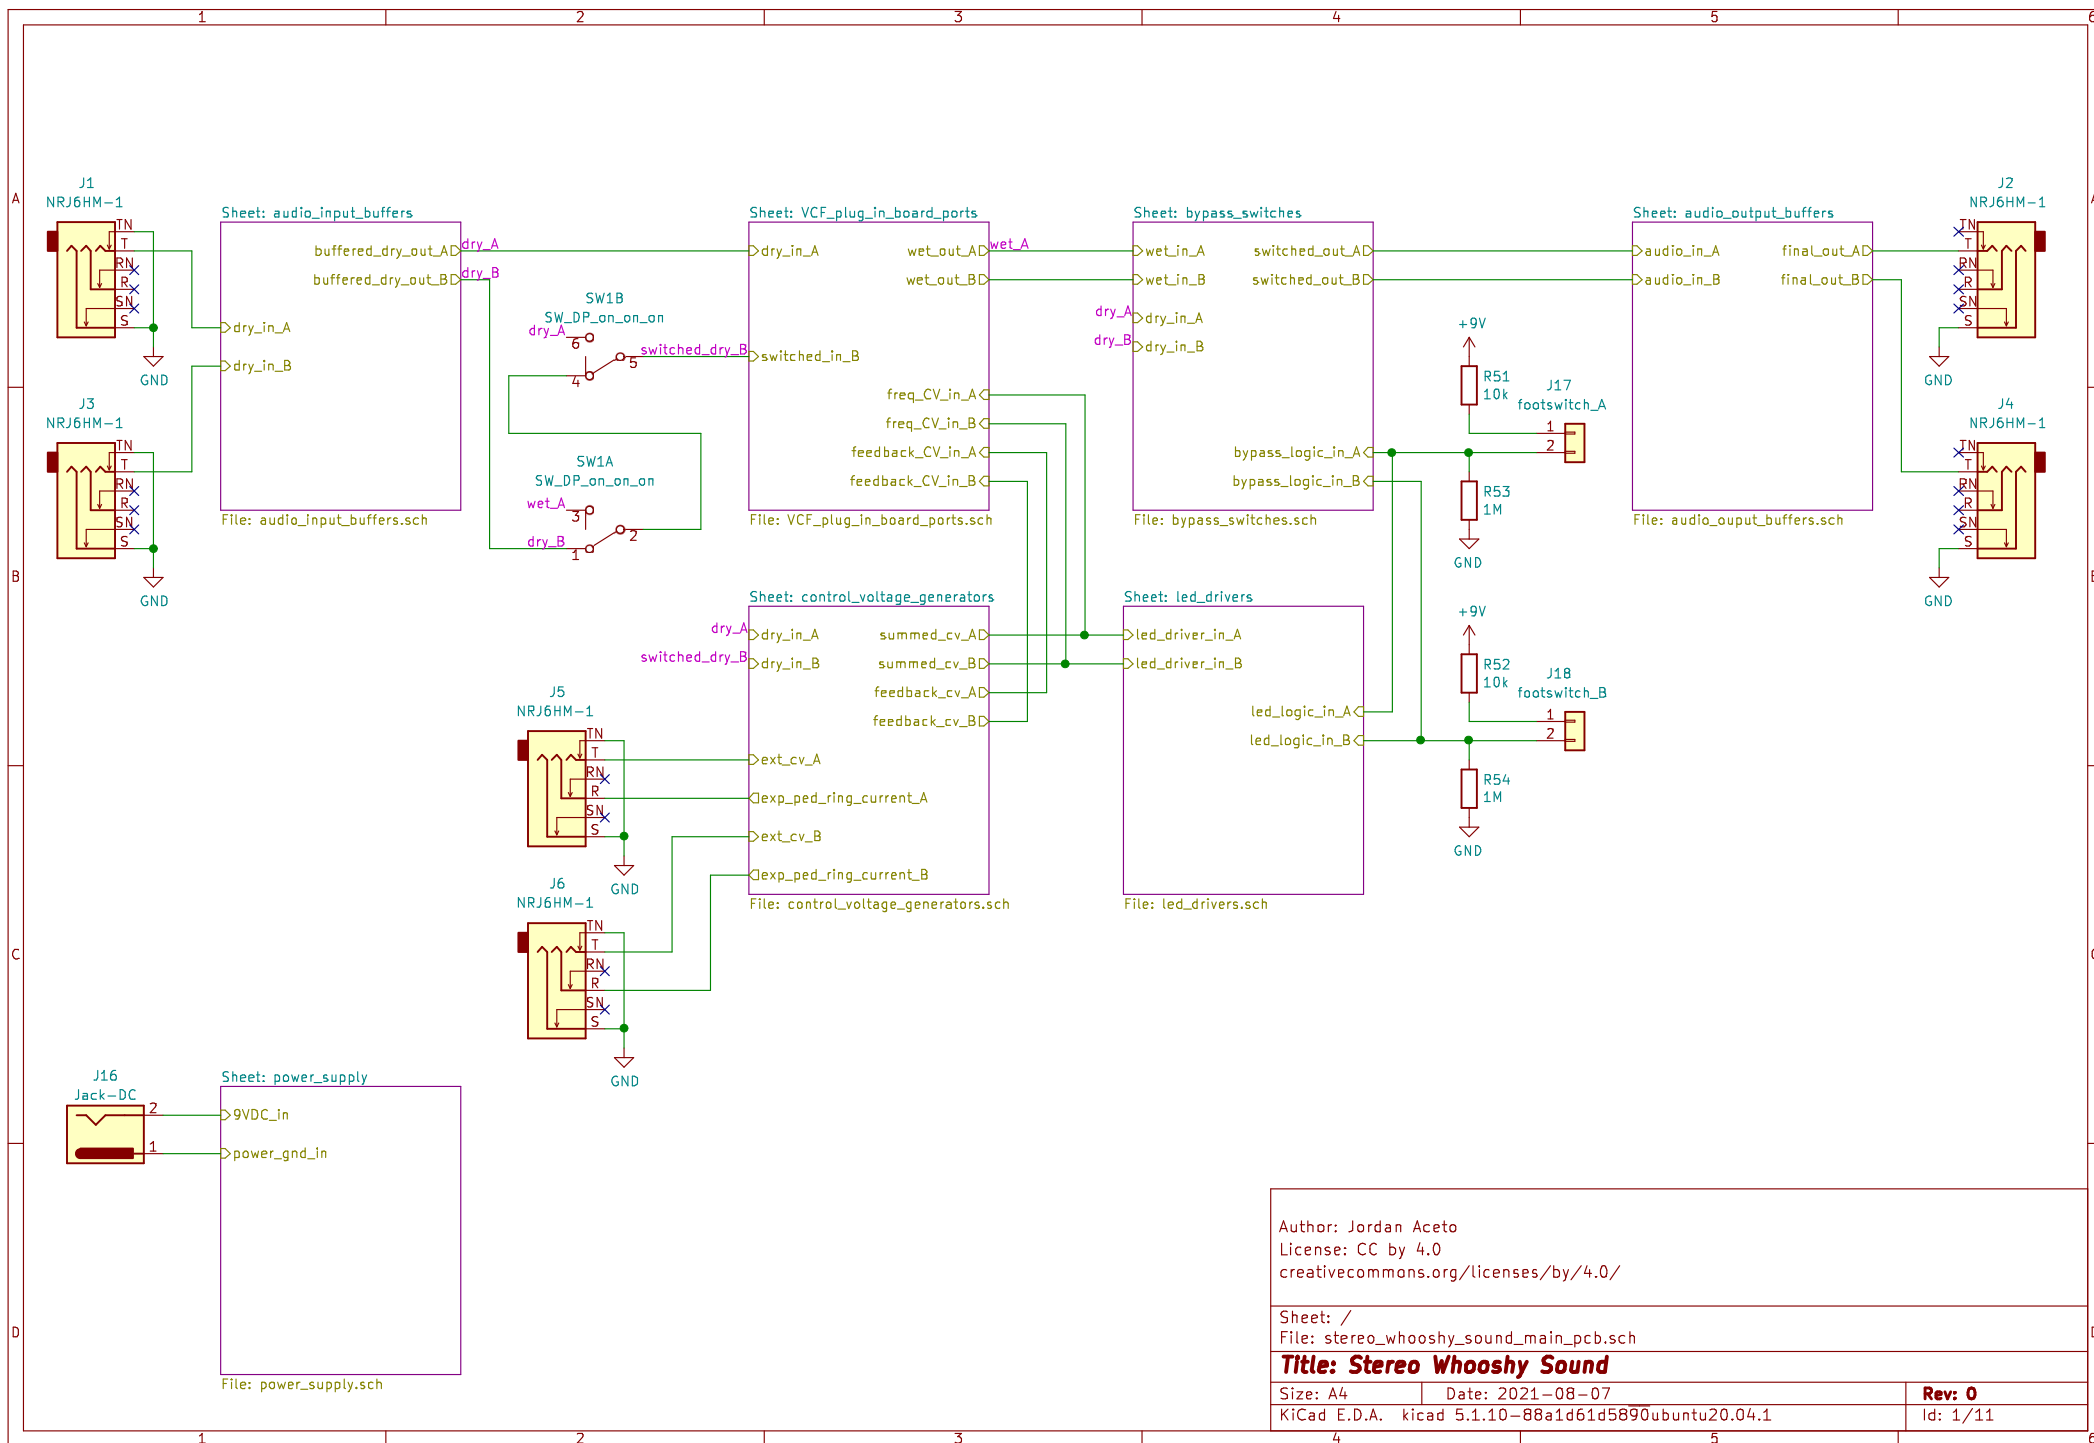 1 2 3 4 5 6
A
B
C
D
J1
NRJ6HM-1
TN
T
RN
R
SN
S
GND
J3
NRJ6HM-1
TN
T
RN
R
SN
S
GND
Sheet: audio_input_buffers
buffered_dry_out_A
buffered_dry_out_B
dry_in_A
dry_in_B
File: audio_input_buffers.sch
dry_A
dry_B
SW1B
SW_DP_on_on_on
dry_A
6
4
5
switched_dry_B
SW1A
SW_DP_on_on_on
wet_A
3
dry_B
1
2
Sheet: VCF_plug_in_board_ports
dry_in_A
wet_out_A
wet_out_B
switched_in_B
freq_CV_in_A
freq_CV_in_B
feedback_CV_in_A
feedback_CV_in_B
File: VCF_plug_in_board_ports.sch
wet_A
Sheet: bypass_switches
wet_in_A
switched_out_A
wet_in_B
switched_out_B
dry_A
dry_in_A
dry_B
dry_in_B
bypass_logic_in_A
bypass_logic_in_B
File: bypass_switches.sch
+9V
R51
10k
J17
footswitch_A
1
2
R53
1M
GND
Sheet: audio_output_buffers
audio_in_A
final_out_A
audio_in_B
final_out_B
File: audio_ouput_buffers.sch
J2
NRJ6HM-1
TN
T
RN
R
SN
S
GND
J4
NRJ6HM-1
TN
T
RN
R
SN
S
GND
Sheet: control_voltage_generators
dry_A
dry_in_A
switched_dry_B
dry_in_B
summed_cv_A
summed_cv_B
feedback_cv_A
feedback_cv_B
ext_cv_A
exp_ped_ring_current_A
ext_cv_B
exp_ped_ring_current_B
File: control_voltage_generators.sch
Sheet: led_drivers
led_driver_in_A
led_driver_in_B
led_logic_in_A
led_logic_in_B
File: led_drivers.sch
+9V
R52
10k
J18
footswitch_B
1
2
R54
1M
GND
J5
NRJ6HM-1
TN
T
RN
R
SN
S
GND
J6
NRJ6HM-1
TN
T
RN
R
SN
S
GND
J16
Jack-DC
2
1
Sheet: power_supply
9VDC_in
power_gnd_in
File: power_supply.sch
Author: Jordan Aceto
License: CC by 4.0
creativecommons.org/licenses/by/4.0/
Sheet: /
File: stereo_whooshy_sound_main_pcb.sch
Title: Stereo Whooshy Sound
Size: A4 Date: 2021-08-07 Rev: 0
KiCad E.D.A. kicad 5.1.10-88a1d61d5890ubuntu20.04.1 Id: 1/11
1 2 3 4 5 6